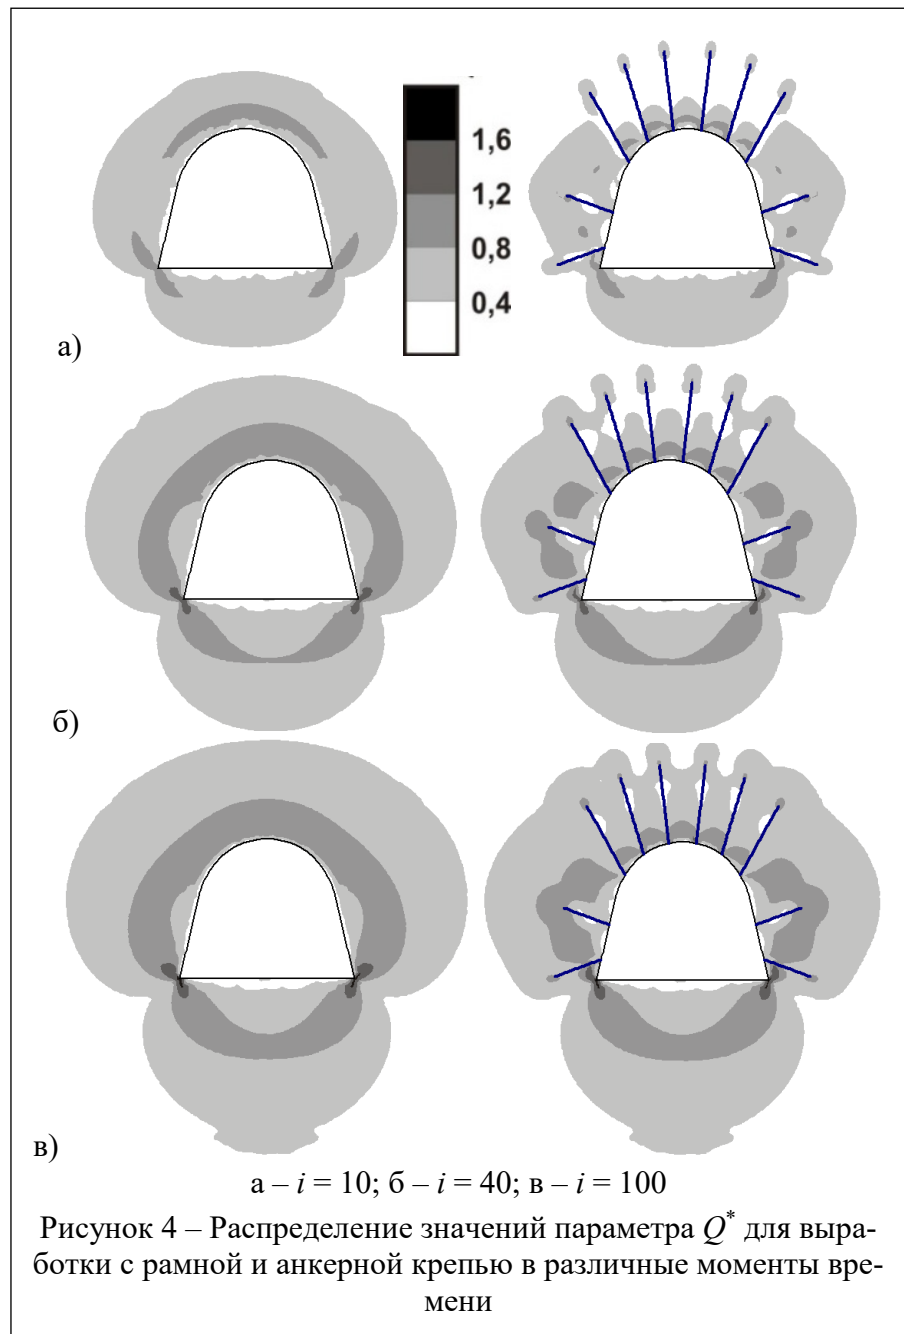 1,6
1,2
0,8
0,4
а)
б)
в)
а – i = 10; б – i = 40; в – i = 100
Рисунок 4 – Распределение значений параметра Q* для выра-
ботки с рамной и анкерной крепью в различные моменты вре-
мени